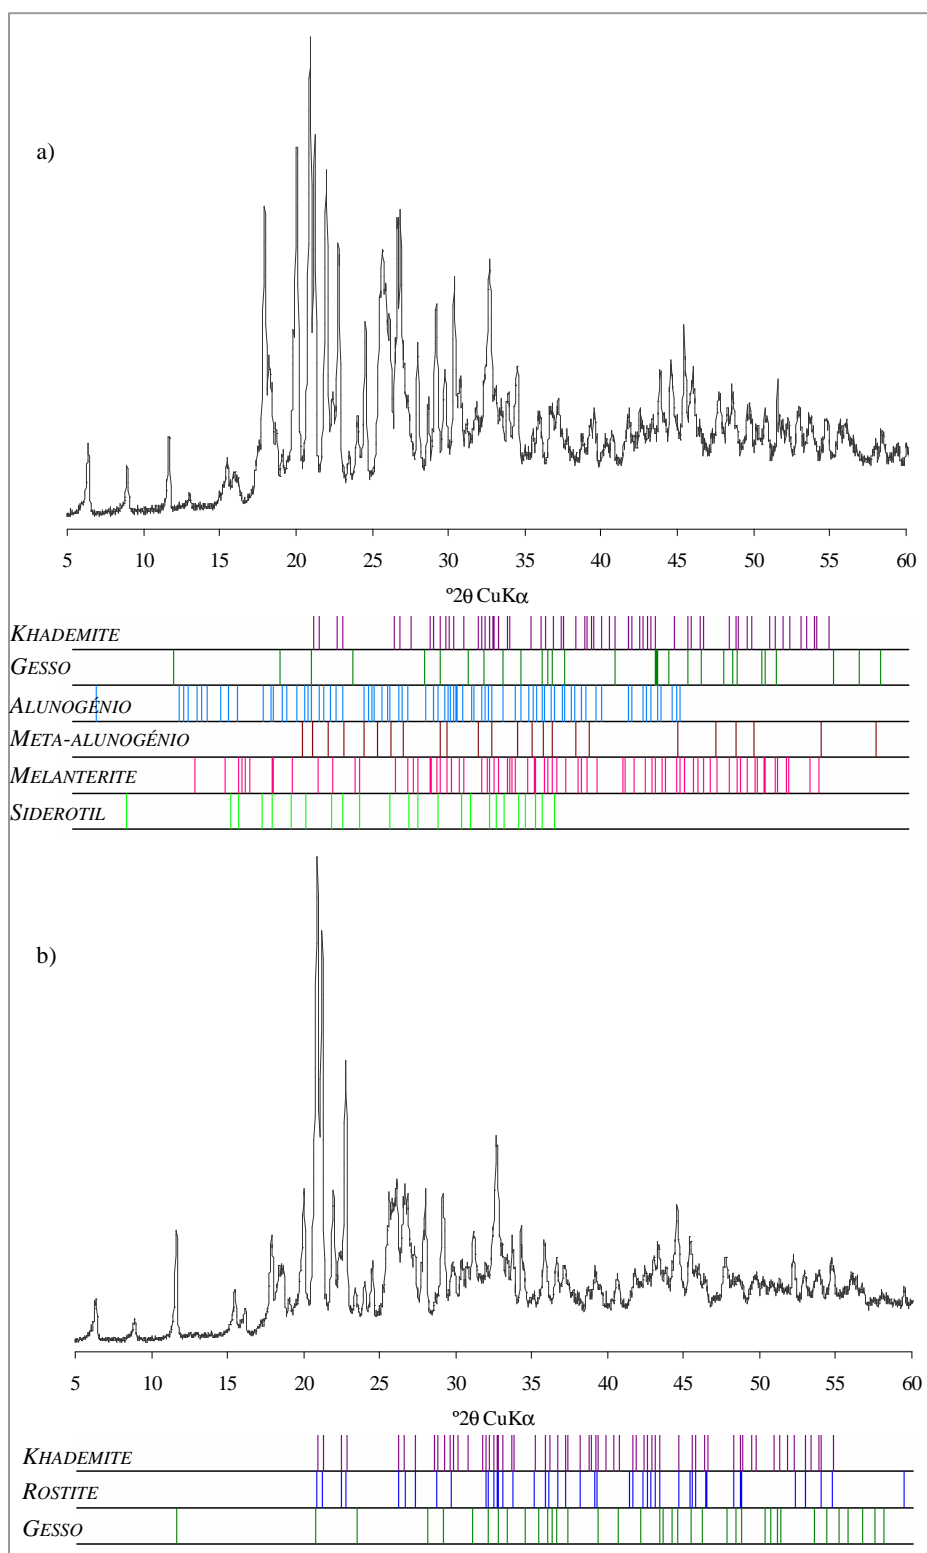 a)
5 10 15 20 25 30 35 40 45 50 55 60
°2θ CuKα
KHADEMITE
GESSO
ALUNOGÉNIO
META-ALUNOGÉNIO
MELANTERITE
SIDEROTIL
b)
5 10 15 20 25 30 35 40 45 50 55 60
°2θ CuKα
KHADEMITE
ROSTITE
GESSO